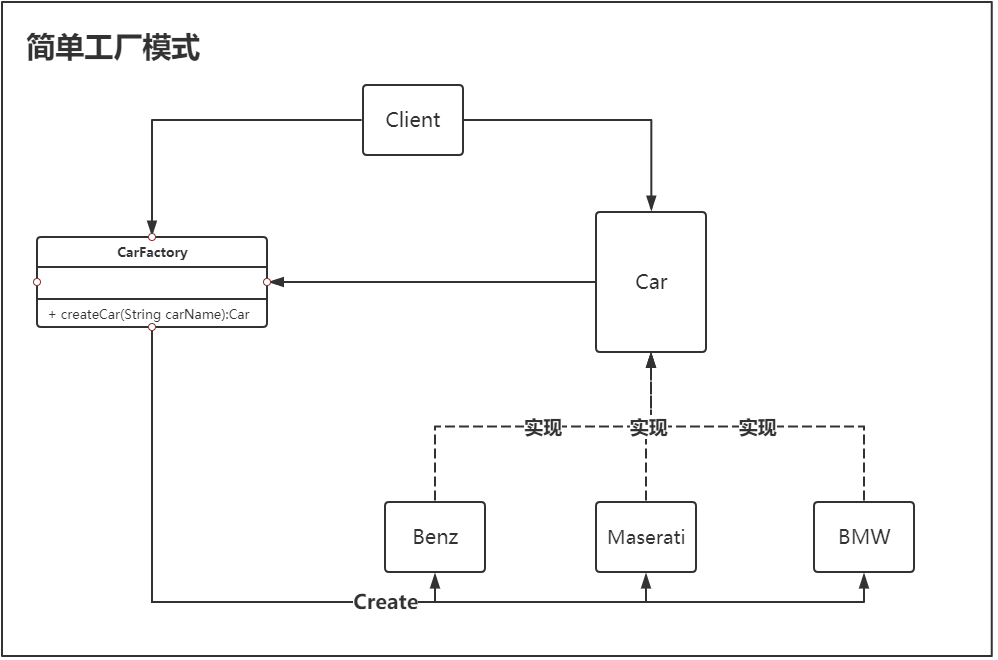 简单工厂模式
Client
CarFactory
+ createCar(String carName):Car
Car
实现
实现
实现
Benz
Maserati
BMW
Create